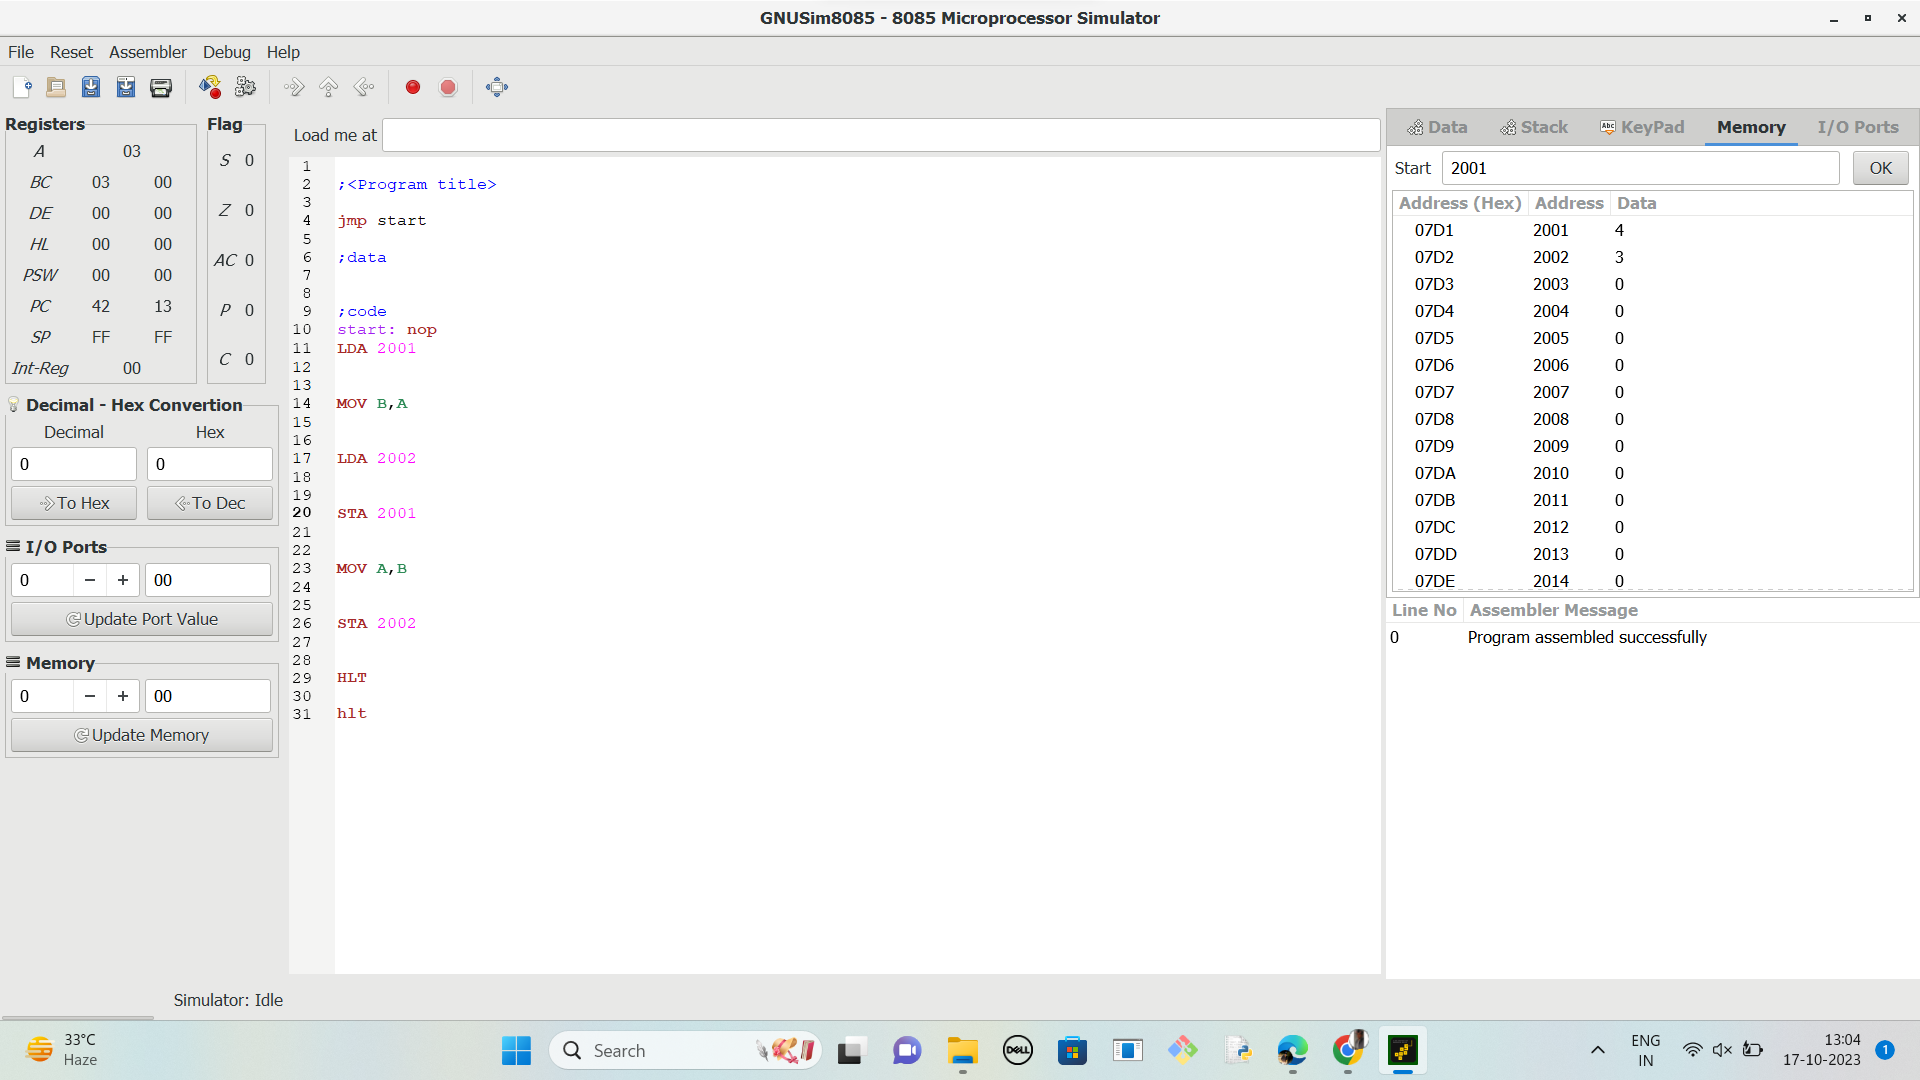 GNUSim8085 - 8085 Microprocessor Simulator
File Reset Assembler Debug Help
Registers
A 03
BC 03 00
DE 00 00
HL 00 00
PSW 00 00
PC 42 13
SP FF FF
Int-Reg 00
Flag
S 0
Z 0
AC 0
P 0
C 0
Decimal - Hex Convertion
Decimal Hex
0 0
To Hex To Dec
I/O Ports
0 − + 00
Update Port Value
Memory
0 − + 00
Update Memory
Load me at
1
2 ;<Program title>
3
4 jmp start
5
6 ;data
7
8
9 ;code
10 start: nop
11 LDA 2001
12
13
14 MOV B,A
15
16
17 LDA 2002
18
19
20 STA 2001
21
22
23 MOV A,B
24
25
26 STA 2002
27
28
29 HLT
30
31 hlt
Data Stack Abc KeyPad Memory I/O Ports
Start 2001 OK
Address (Hex) Address Data
07D1 2001 4
07D2 2002 3
07D3 2003 0
07D4 2004 0
07D5 2005 0
07D6 2006 0
07D7 2007 0
07D8 2008 0
07D9 2009 0
07DA 2010 0
07DB 2011 0
07DC 2012 0
07DD 2013 0
07DE 2014 0
Line No Assembler Message
0 Program assembled successfully
Simulator: Idle
33°C
Haze
Search
DELL
ENG
IN
13:04
17-10-2023
1